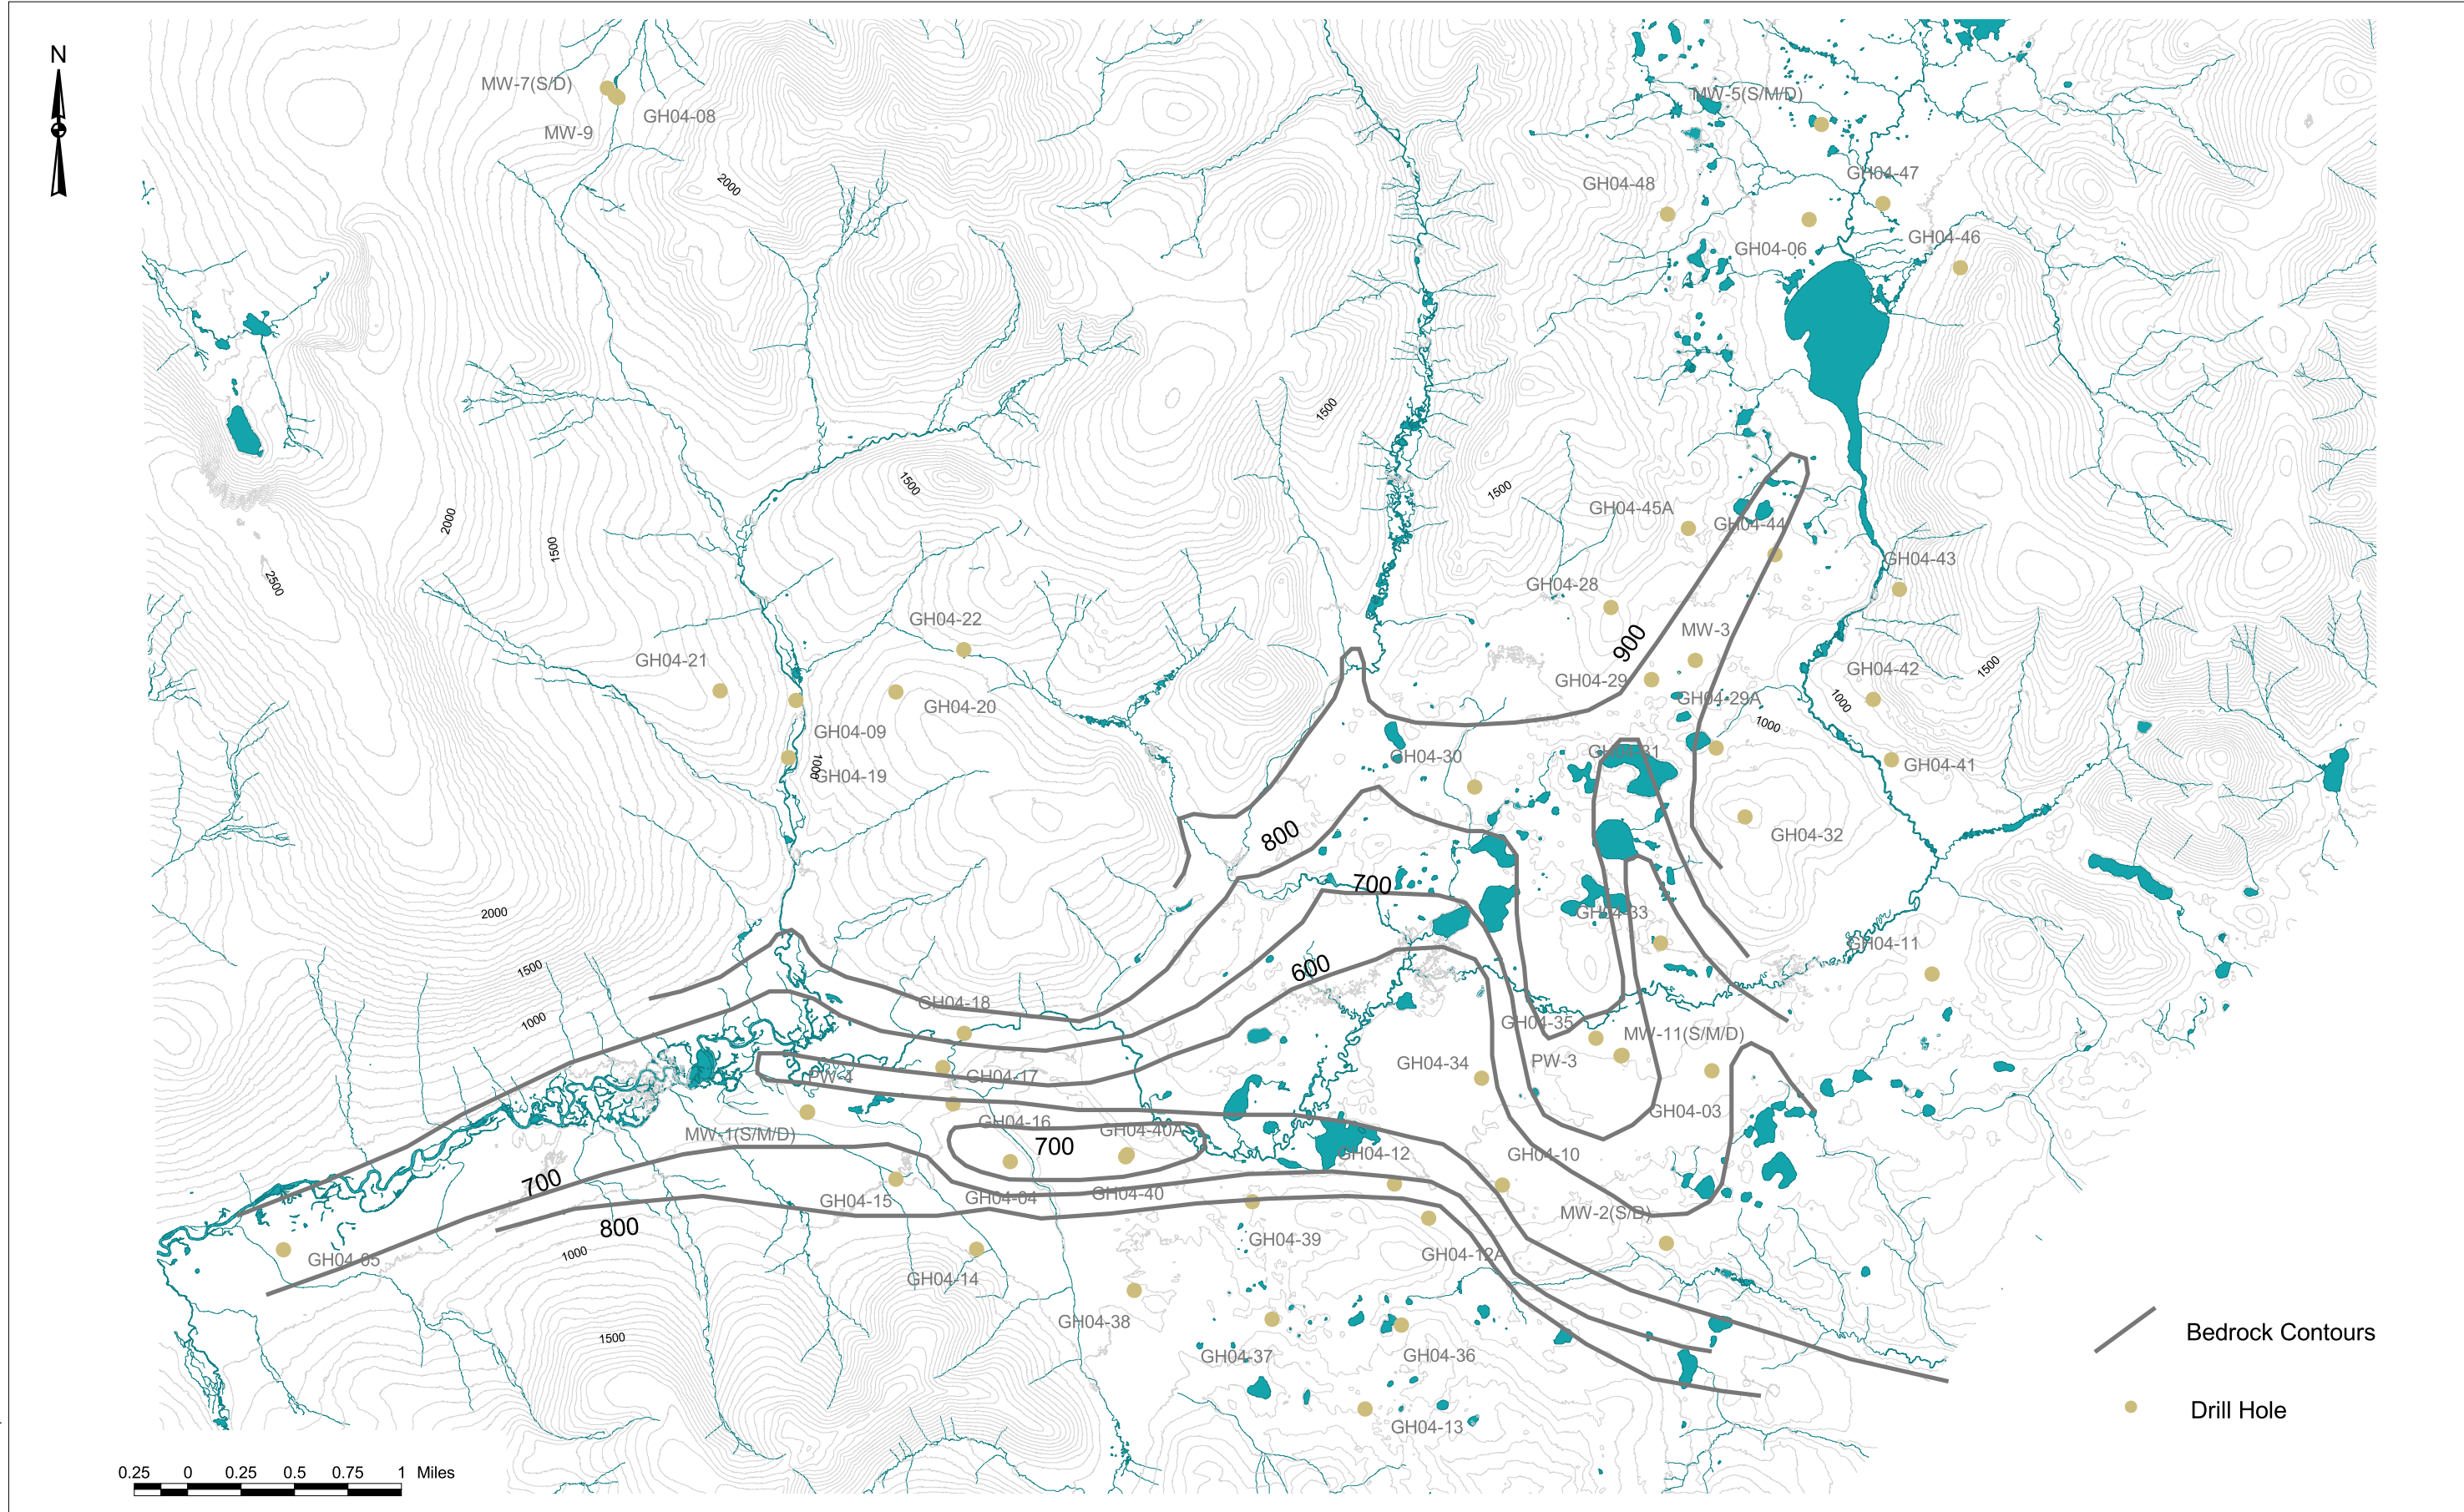 N
MW-7(S/D)
MW-5(S/M/D)
GH04-08
MW-9
GH04-47
2000
GH04-48
GH04-46
GH04-06
1500
1500
1500
GH04-45A
2000
GH04-44
1500
GH04-43
2500
GH04-28
GH04-22
MW-3
900
GH04-21
1500
GH04-42
GH04-29
1000
GH04-29A
GH04-20
1000
GH04-09
GH04-31
GH04-30
1000
GH04-41
GH04-19
800
GH04-32
700
2000
GH04-33
GH04-11
1500
600
GH04-18
1000
GH04-35
MW-11(S/M/D)
PW-3
GH04-34
PW-4
GH04-17
GH04-03
GH04-16
GH04-40A
MW-1(S/M/D)
700
GH04-12
GH04-10
700
GH04-40
GH04-04
GH04-15
MW-2(S/D)
800
GH04-39
1000
GH04-12A
GH04-05
GH04-14
GH04-38
Bedrock Contours
1500
GH04-37
GH04-36
Drill Hole
GH04-13
0.25 0 0.25 0.5 0.75 1 Miles